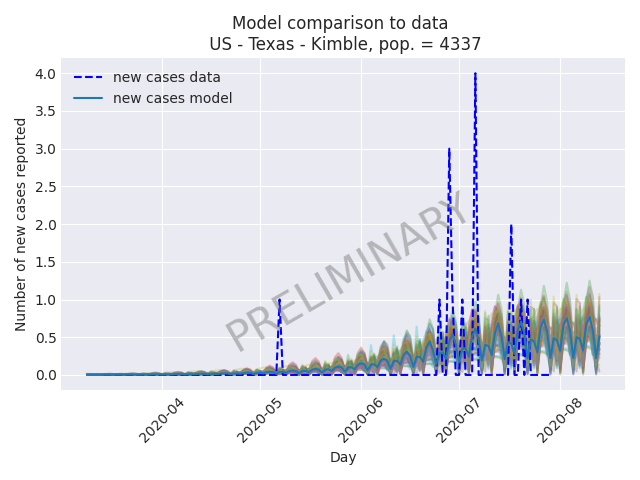 Model comparison to data
US - Texas - Kimble, pop. = 4337
new cases data
new cases model
4.0
3.5
3.0
2.5
2.0
1.5
1.0
0.5
0.0
Number of new cases reported
PRELIMINARY
2020-04
2020-05
2020-06
2020-07
2020-08
Day